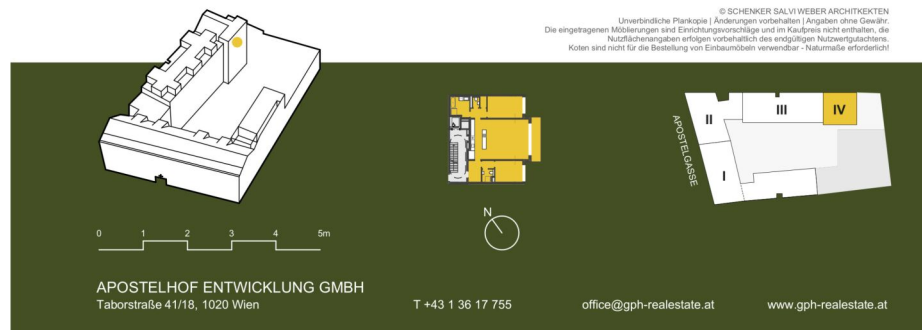 © SCHENKER SALVI WEBER ARCHITKEKTEN
Unverbindliche Plankopie | Änderungen vorbehalten | Angaben ohne Gewähr.
Die eingetragenen Möblierungen sind Einrichtungsvorschläge und im Kaufpreis nicht enthalten, die
Nutzflächenangaben erfolgen vorbehaltlich des endgültigen Nutzwertgutachtens.
Koten sind nicht für die Bestellung von Einbaumöbeln verwendbar - Naturmaße erforderlich!
II
III
IV
APOSTELGASSE
I
N
0 1 2 3 4 5m
APOSTELHOF ENTWICKLUNG GMBH
Taborstraße 41/18, 1020 Wien
T +43 1 36 17 755
office@gph-realestate.at
www.gph-realestate.at